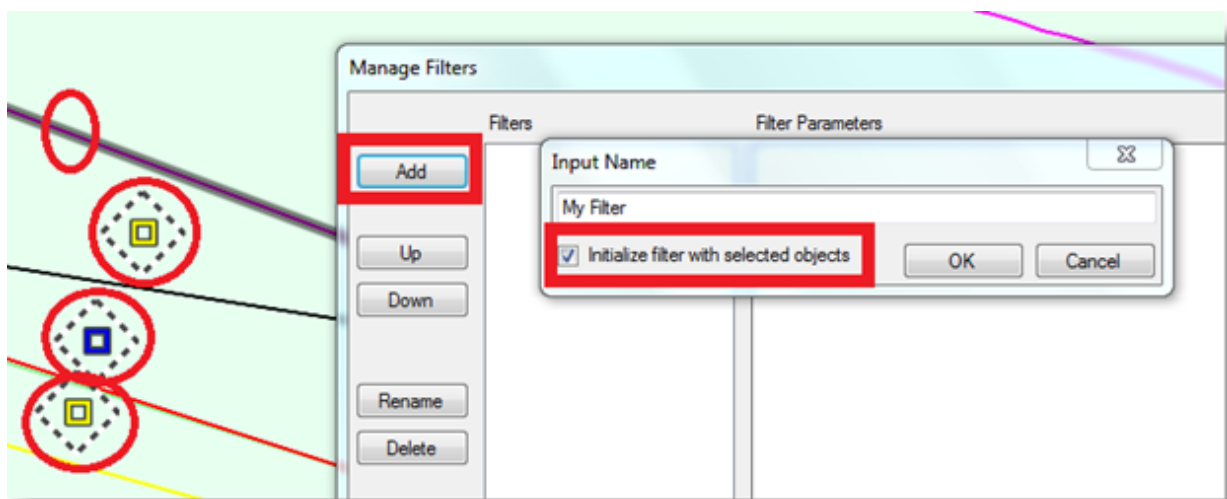 Manage Filters
Filters
Filter Parameters
Add
Input Name
My Filter
Initialize filter with selected objects
OK
Cancel
Up
Down
Rename
Delete